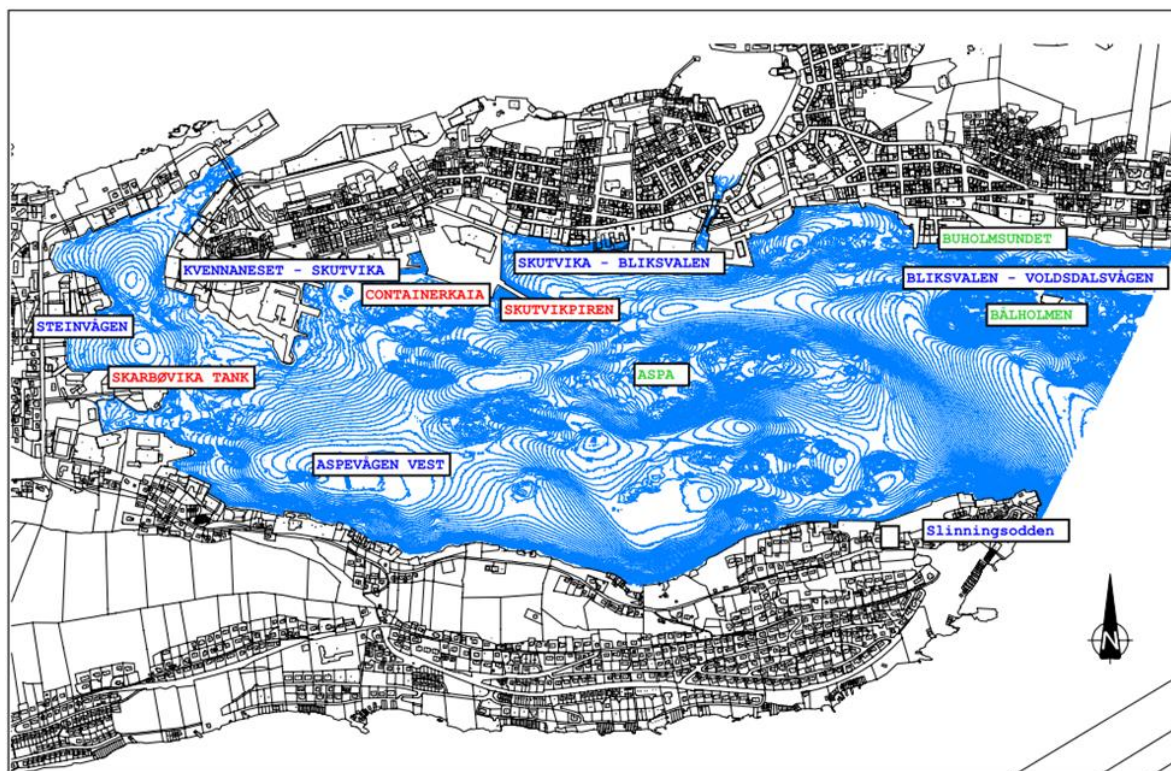 BUHOLMSUNDET
KVENNANESET - SKUTVIKA
SKUTVIKA - BLIKSVALEN
BLIKSVALEN - VOLDSDALSVÅGEN
CONTAINERKAIA
SKUTVIKPIREN
BÅLHOLMEN
STEINVÅGEN
SKARBØVIKA TANK
ASPA
ASPEVÅGEN VEST
Slinningsodden
N